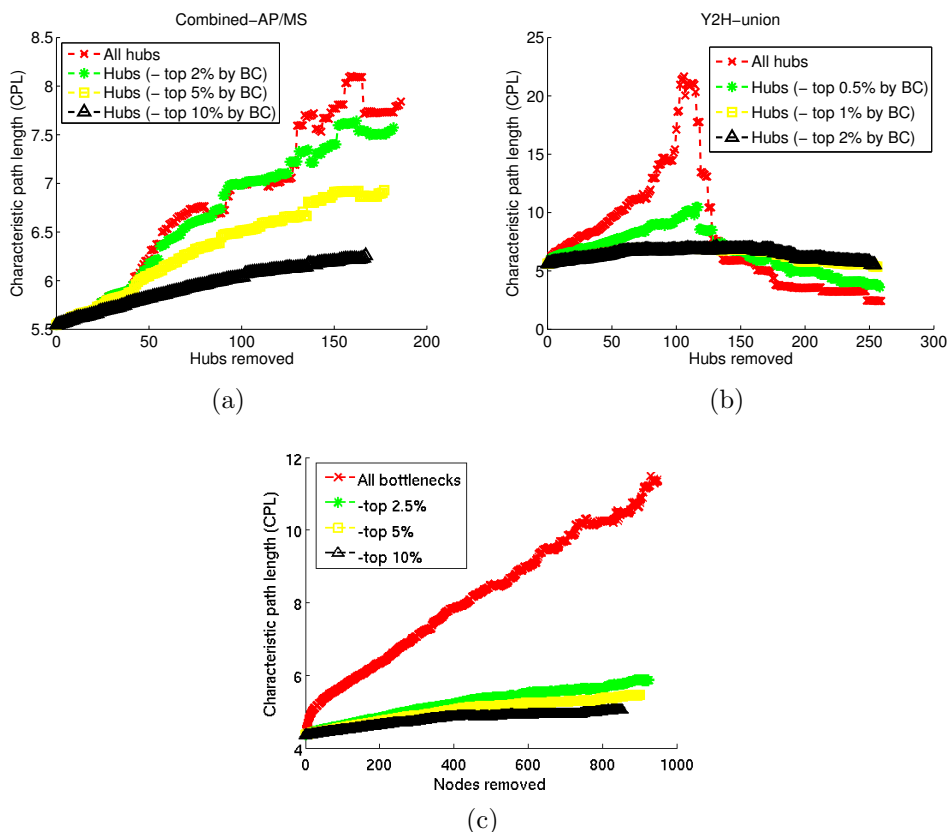 Combined−AP/MS
8.5
8
7.5
7
6.5
6
5.5
0
50
100
150
200
Characteristic path length (CPL)
Hubs removed
All hubs
Hubs (− top 2% by BC)
Hubs (− top 5% by BC)
Hubs (− top 10% by BC)
(a)
Y2H−union
25
20
15
10
5
0
0
50
100
150
200
250
300
Characteristic path length (CPL)
Hubs removed
All hubs
Hubs (− top 0.5% by BC)
Hubs (− top 1% by BC)
Hubs (− top 2% by BC)
(b)
12
10
8
6
4
0
200
400
600
800
1000
Characteristic path length (CPL)
Nodes removed
All bottlenecks
-top 2.5%
-top 5%
-top 10%
(c)